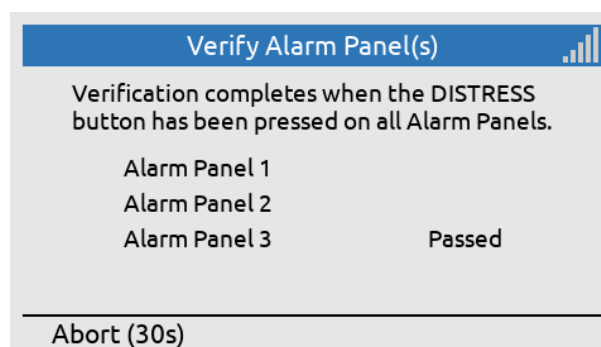 Verify Alarm Panel(s)
Verification completes when the DISTRESS
button has been pressed on all Alarm Panels.
Alarm Panel 1
Alarm Panel 2
Alarm Panel 3 Passed
Abort (30s)